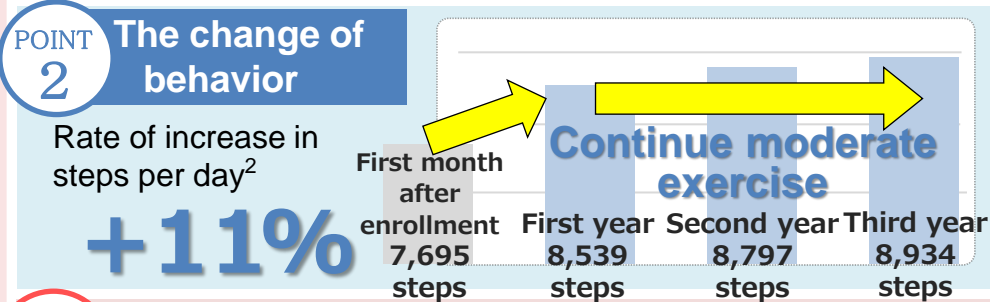 POINT
2
The change of
behavior
Rate of increase in
steps per day2
+11%
Continue moderate
exercise
First month
after
enrollment
7,695
steps
First year
8,539
steps
Second year
8,797
steps
Third year
8,934
steps